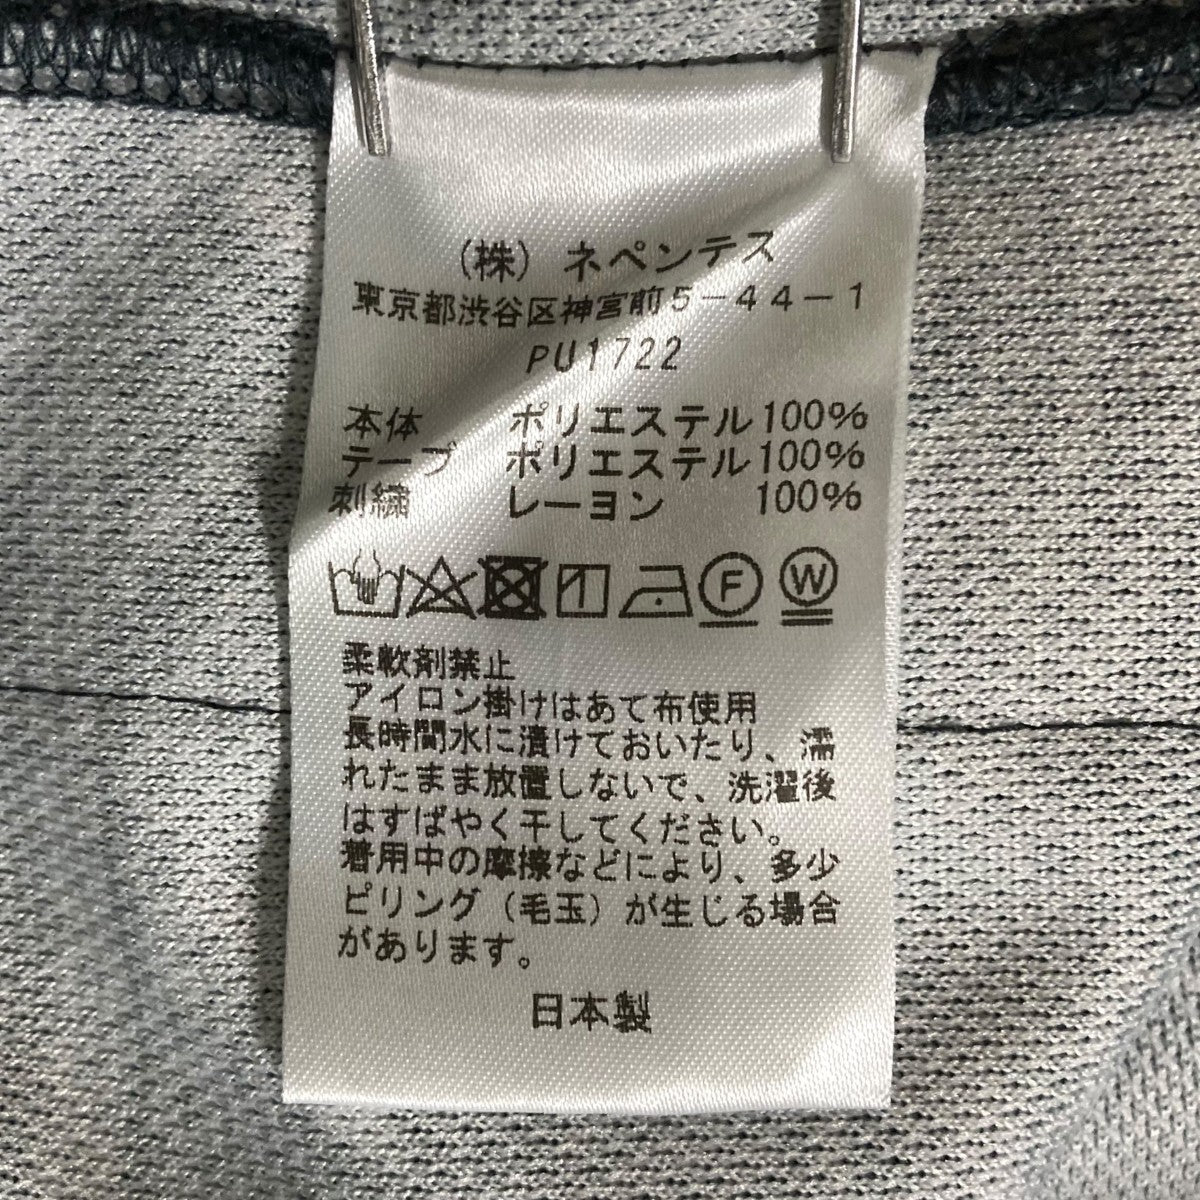 （株）ネペンテス
東京都渋谷区神宮前5-44-1
PU1722
本体 ポリエステル100%
テープ ポリエステル100%
刺繍 レーヨン 100%
F W
柔軟剤禁止
アイロン掛けはあて布使用
長時間水に漬けておいたり、濡
れたまま放置しないで、洗濯後
はすばやく干してください。
着用中の摩擦などにより、多少
ピリング（毛玉）が生じる場合
があります。
日本製